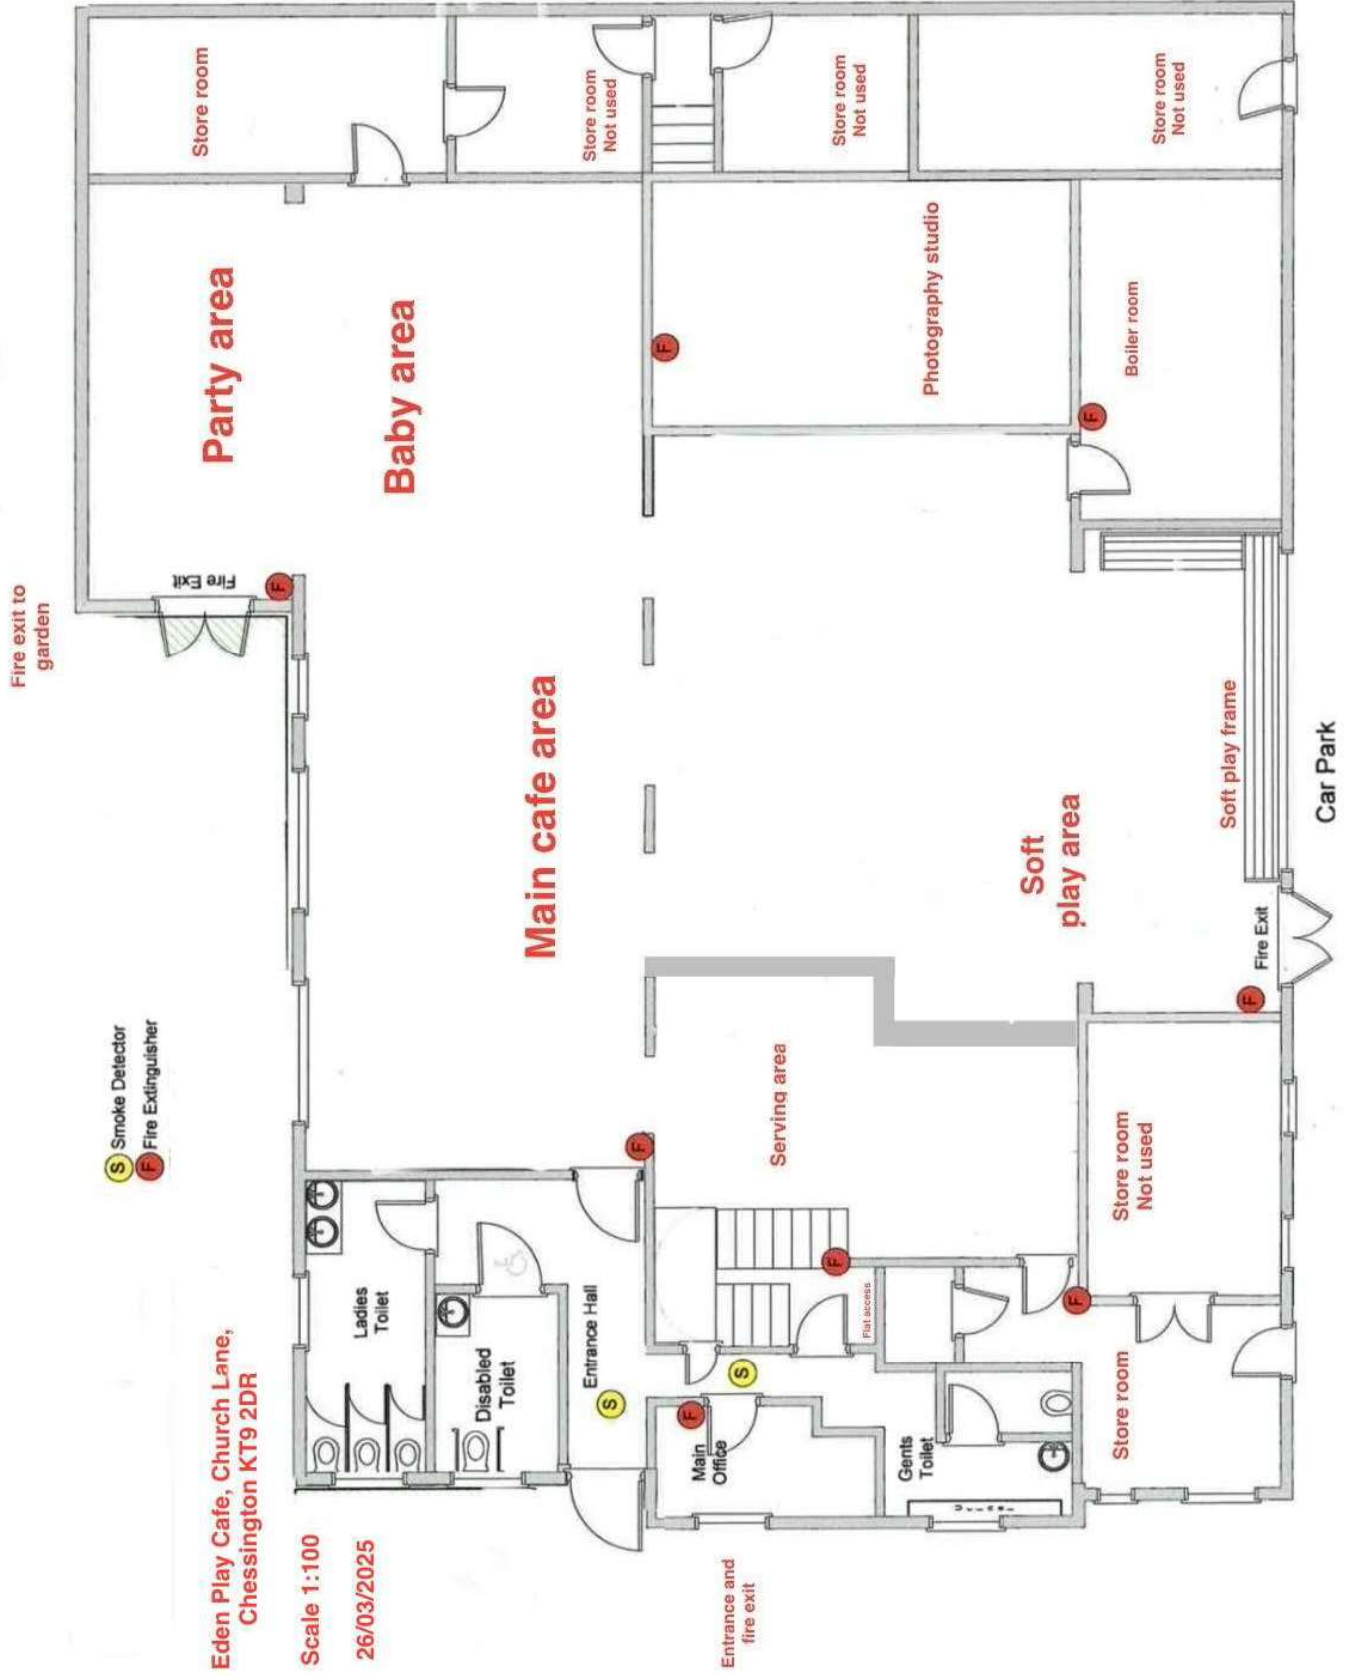 Eden Play Cafe, Church Lane,
Chessington KT9 2DR
Scale 1:100
26/03/2025
S Smoke Detector
F Fire Extinguisher
Fire exit to
garden
Fire Exit
F
Store room
Party area
Baby area
Main cafe area
Store room
Not used
Store room
Not used
Store room
Not used
Photography studio
F
Boiler room
F
Ladies
Toilet
Disabled
Toilet
Entrance Hall
S
F
Serving area
Soft
play area
Soft play frame
Fire Exit
F
Car Park
Entrance and
fire exit
Main
Office
F
S
F
Flat access
Gents
Toilet
F
Store room
Store room
Not used